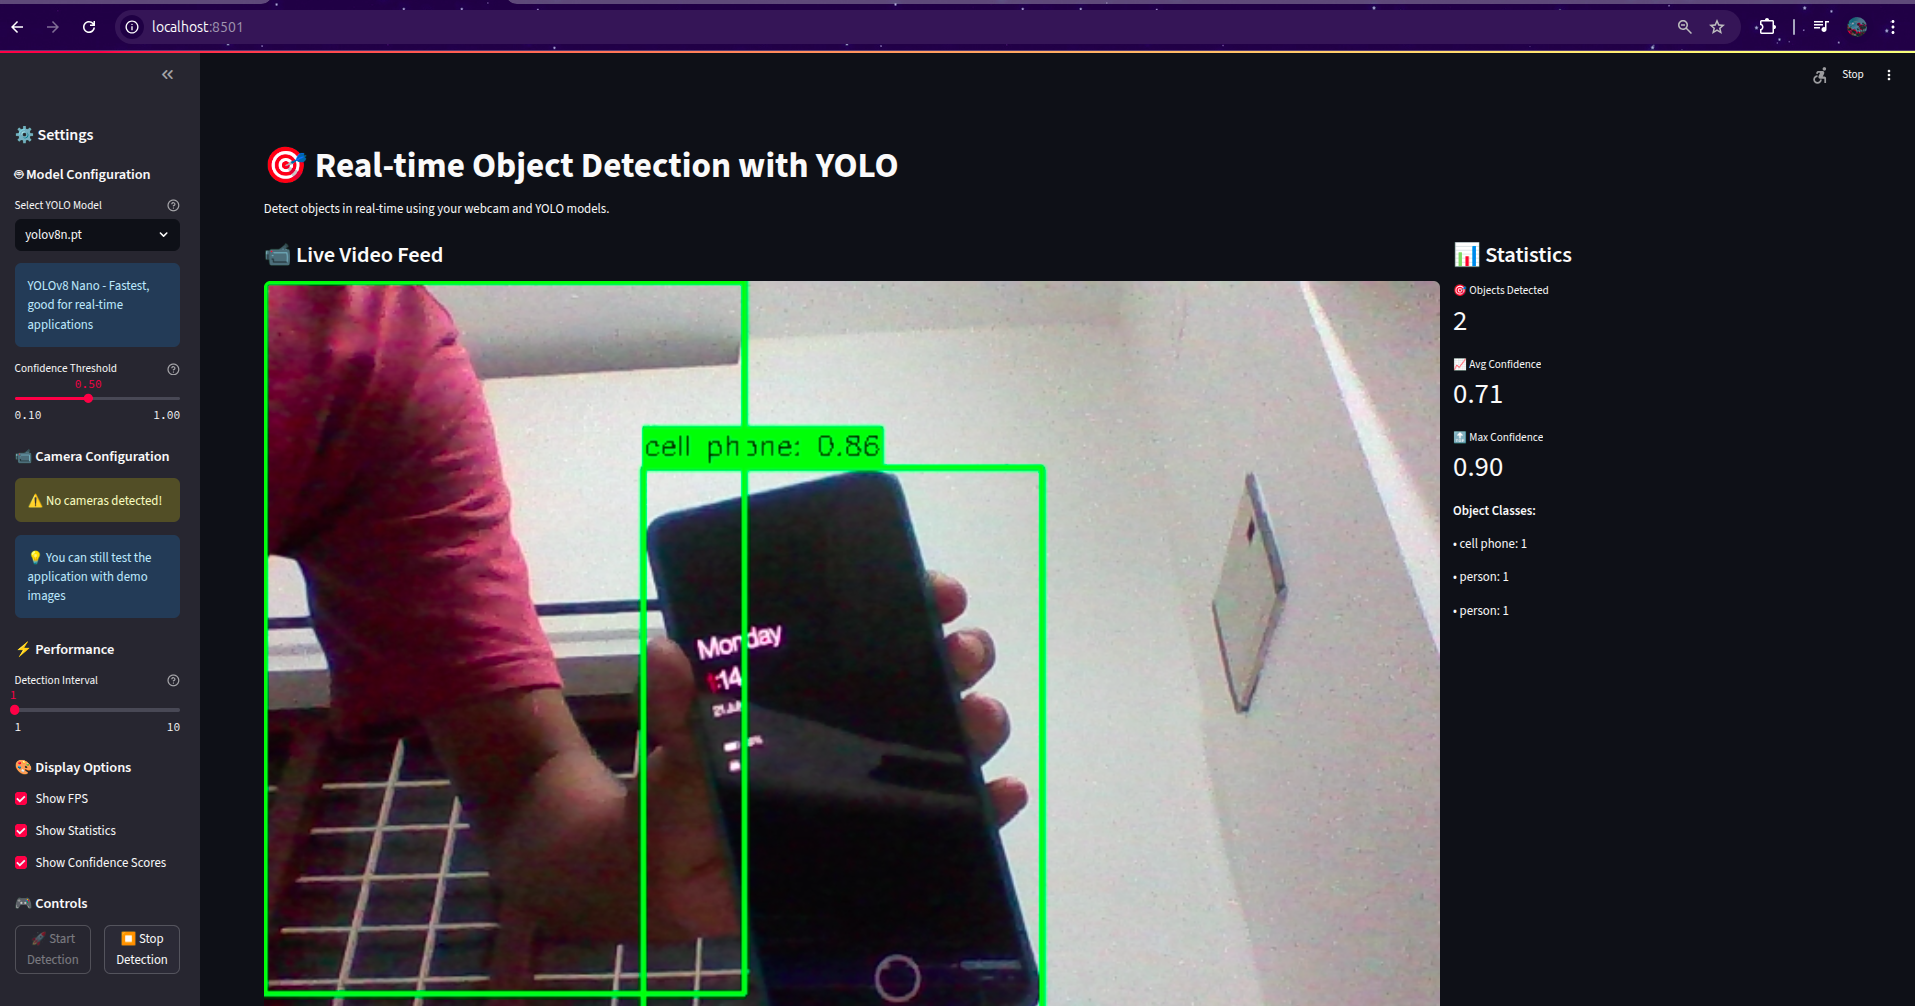 localhost:8501
Stop
Settings
Model Configuration
Select YOLO Model
yolov8n.pt
YOLOv8 Nano - Fastest,
good for real-time
applications
Confidence Threshold
0.50
0.10 1.00
Camera Configuration
No cameras detected!
You can still test the
application with demo
images
Performance
Detection Interval
1
1 10
Display Options
Show FPS
Show Statistics
Show Confidence Scores
Controls
Start
Detection
Stop
Detection
Real-time Object Detection with YOLO
Detect objects in real-time using your webcam and YOLO models.
Live Video Feed
cell phone: 0.86
Monday
1:14
Statistics
Objects Detected
2
Avg Confidence
0.71
Max Confidence
0.90
Object Classes:
• cell phone: 1
• person: 1
• person: 1